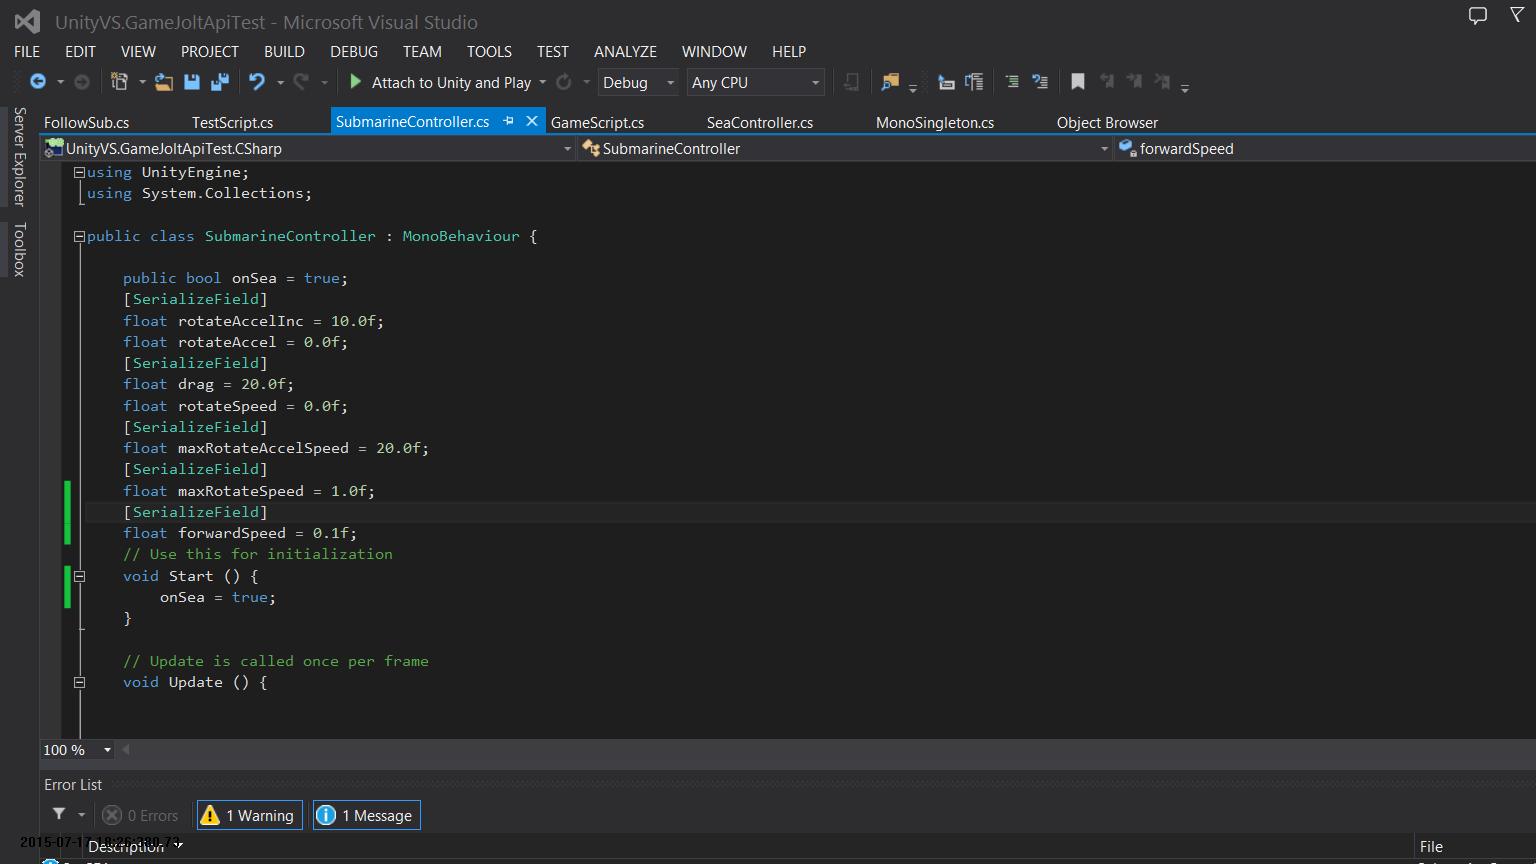 UnityVS.GameJoltApiTest - Microsoft Visual Studio
FILE EDIT VIEW PROJECT BUILD DEBUG TEAM TOOLS TEST ANALYZE WINDOW HELP
Attach to Unity and Play Debug Any CPU
Server Explorer
Toolbox
FollowSub.cs TestScript.cs SubmarineController.cs GameScript.cs SeaController.cs MonoSingleton.cs Object Browser
UnityVS.GameJoltApiTest.CSharp SubmarineController forwardSpeed
using UnityEngine;
using System.Collections;
public class SubmarineController : MonoBehaviour {
public bool onSea = true;
[SerializeField]
float rotateAccelInc = 10.0f;
float rotateAccel = 0.0f;
[SerializeField]
float drag = 20.0f;
float rotateSpeed = 0.0f;
[SerializeField]
float maxRotateAccelSpeed = 20.0f;
[SerializeField]
float maxRotateSpeed = 1.0f;
[SerializeField]
float forwardSpeed = 0.1f;
// Use this for initialization
void Start () {
onSea = true;
}
// Update is called once per frame
void Update () {
100 %
Error List
0 Errors 1 Warning 1 Message
Description File